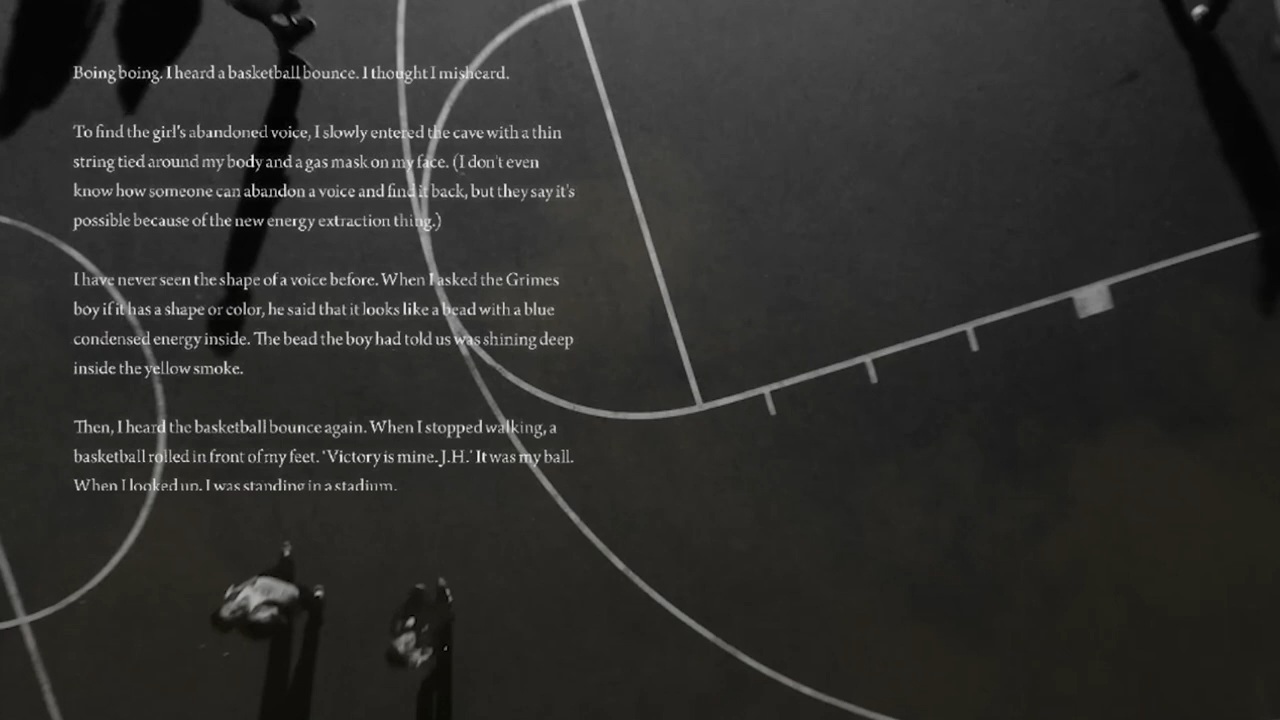 Boing boing. I heard a basketball bounce. I thought I misheard.
To find the girl's abandoned voice, I slowly entered the cave with a thin
string tied around my body and a gas mask on my face. (I don't even
know how someone can abandon a voice and find it back, but they say it's
possible because of the new energy extraction thing.)
I have never seen the shape of a voice before. When I asked the Grimes
boy if it has a shape or color, he said that it looks like a bead with a blue
condensed energy inside. The bead the boy had told us was shining deep
inside the yellow smoke.
Then, I heard the basketball bounce again. When I stopped walking, a
basketball rolled in front of my feet. 'Victory is mine. J.H.' It was my ball.
When I looked up, I was standing in a stadium.